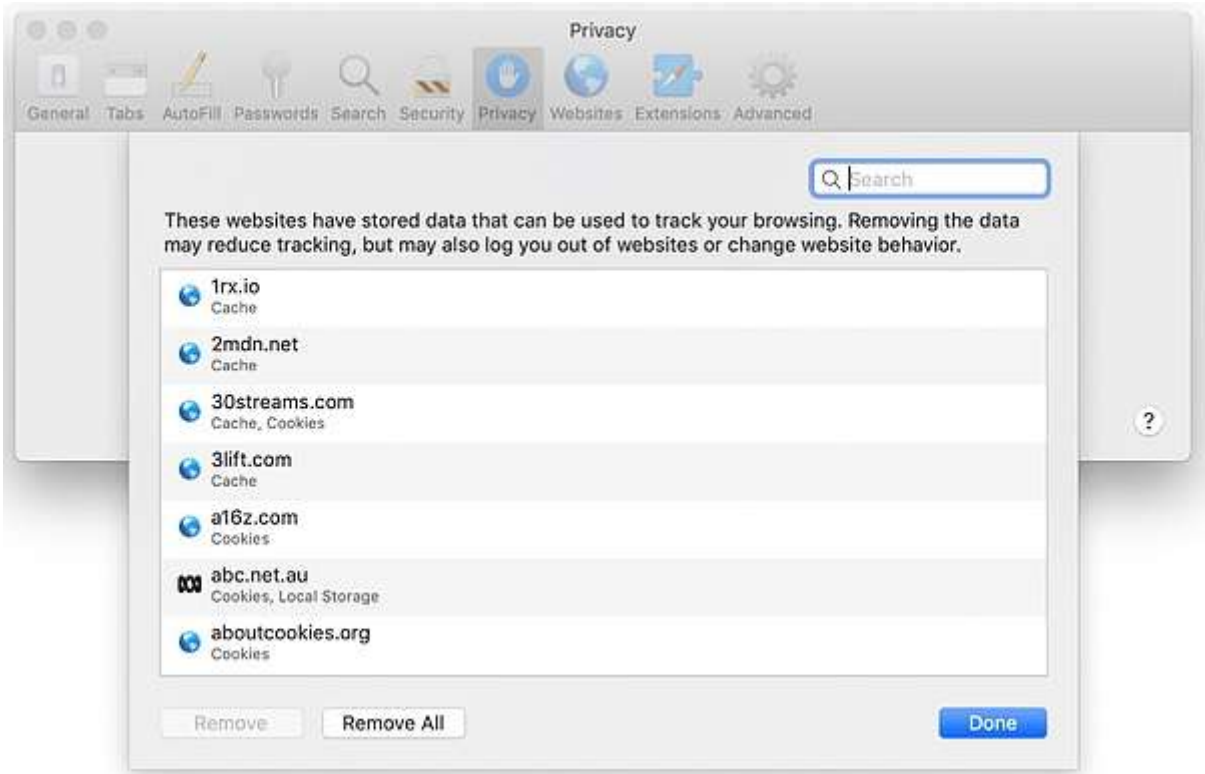 Privacy
General Tabs AutoFill Passwords Search Security Privacy Websites Extensions Advanced
Search
These websites have stored data that can be used to track your browsing. Removing the data
may reduce tracking, but may also log you out of websites or change website behavior.
1rx.io
Cache
2mdn.net
Cache
30streams.com
Cache, Cookies
?
3lift.com
Cache
a16z.com
Cookies
abc.net.au
Cookies, Local Storage
aboutcookies.org
Cookies
Remove Remove All Done